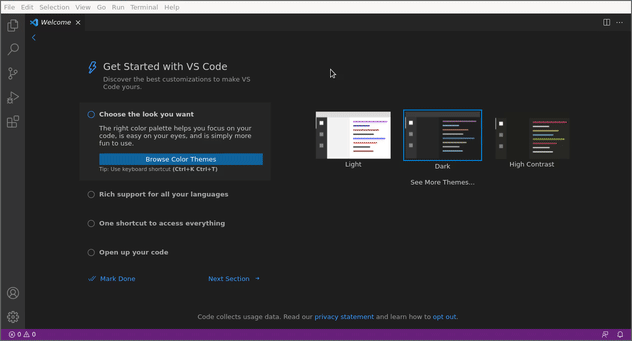 File Edit Selection View Go Run Terminal Help
Welcome
Get Started with VS Code
Discover the best customizations to make VS
Code yours.
Choose the look you want
The right color palette helps you focus on your
code, is easy on your eyes, and is simply more
fun to use.
Browse Color Themes
Tip: Use keyboard shortcut (Ctrl+K Ctrl+T)
Light
Dark
High Contrast
See More Themes...
Rich support for all your languages
One shortcut to access everything
Open up your code
Mark Done
Next Section
Code collects usage data. Read our privacy statement and learn how to opt out.
0 0